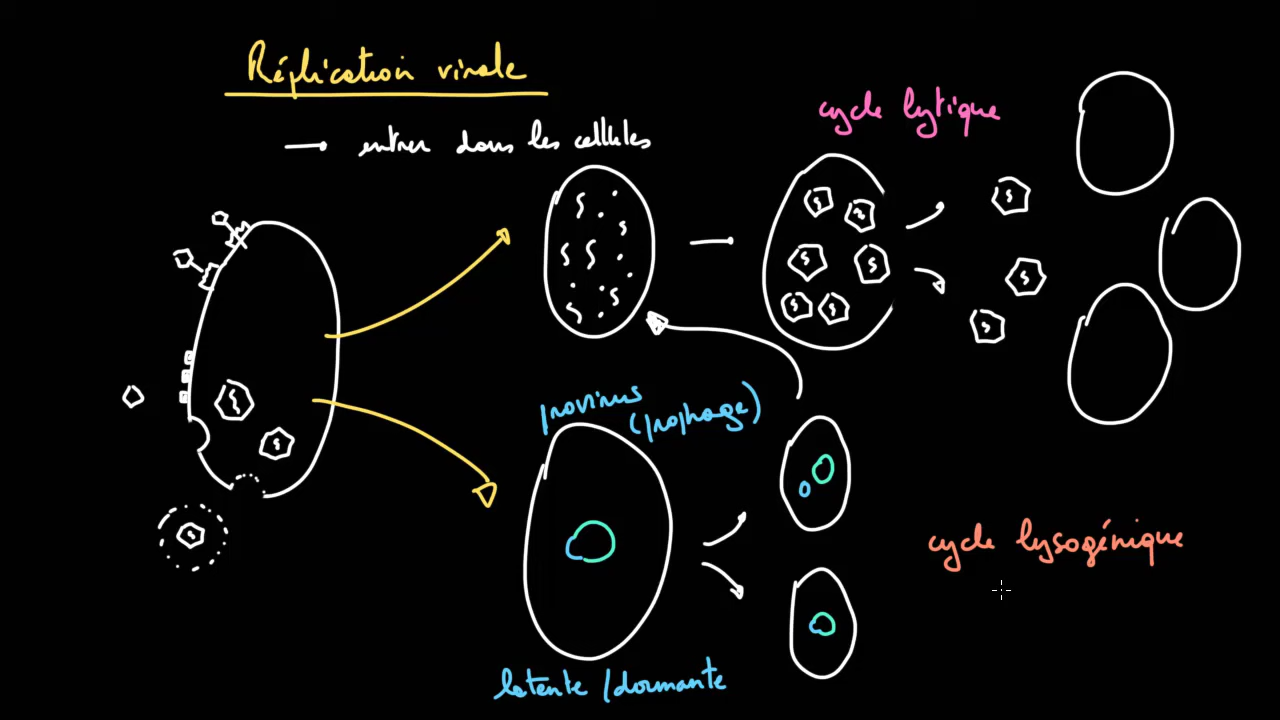 Réplication virale
→ entrer dans les cellules
cycle lytique
provirus
(prophage)
cycle lysogénique
latente / dormante